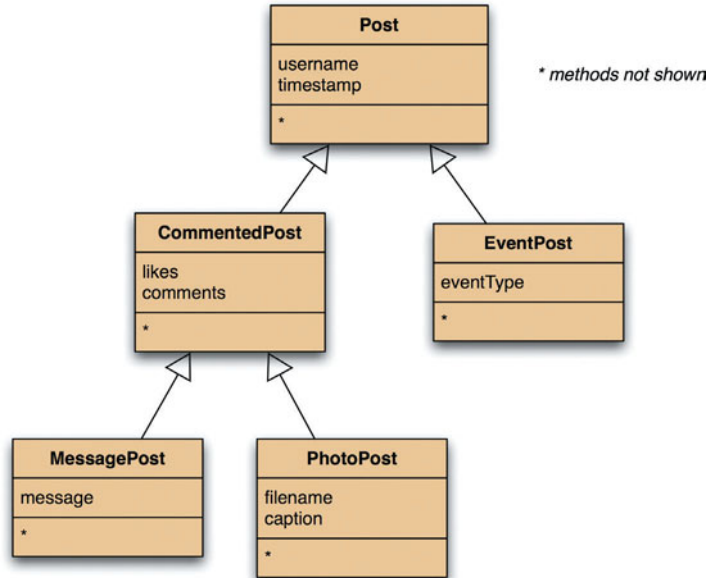 Post
username
timestamp
*
* methods not shown
CommentedPost
likes
comments
*
EventPost
eventType
*
MessagePost
message
*
PhotoPost
filename
caption
*